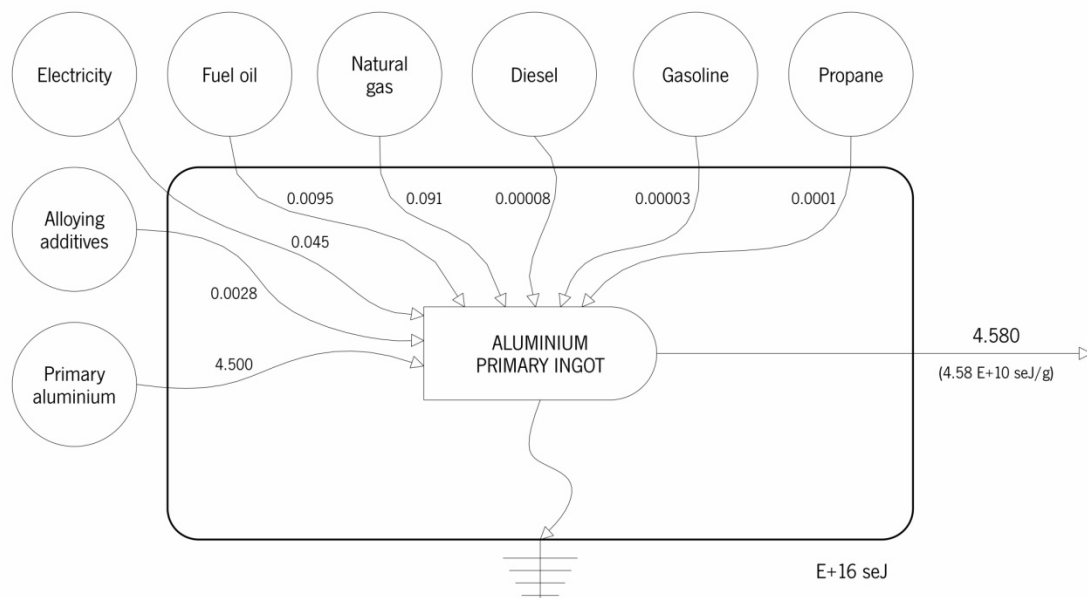 Electricity
Fuel oil
Natural
gas
Diesel
Gasoline
Propane
0.0095
0.091
0.00008
0.00003
0.0001
Alloying
additives
0.045
0.0028
Primary
aluminium
4.500
ALUMINIUM
PRIMARY INGOT
4.580
(4.58 E+10 seJ/g)
E+16 seJ